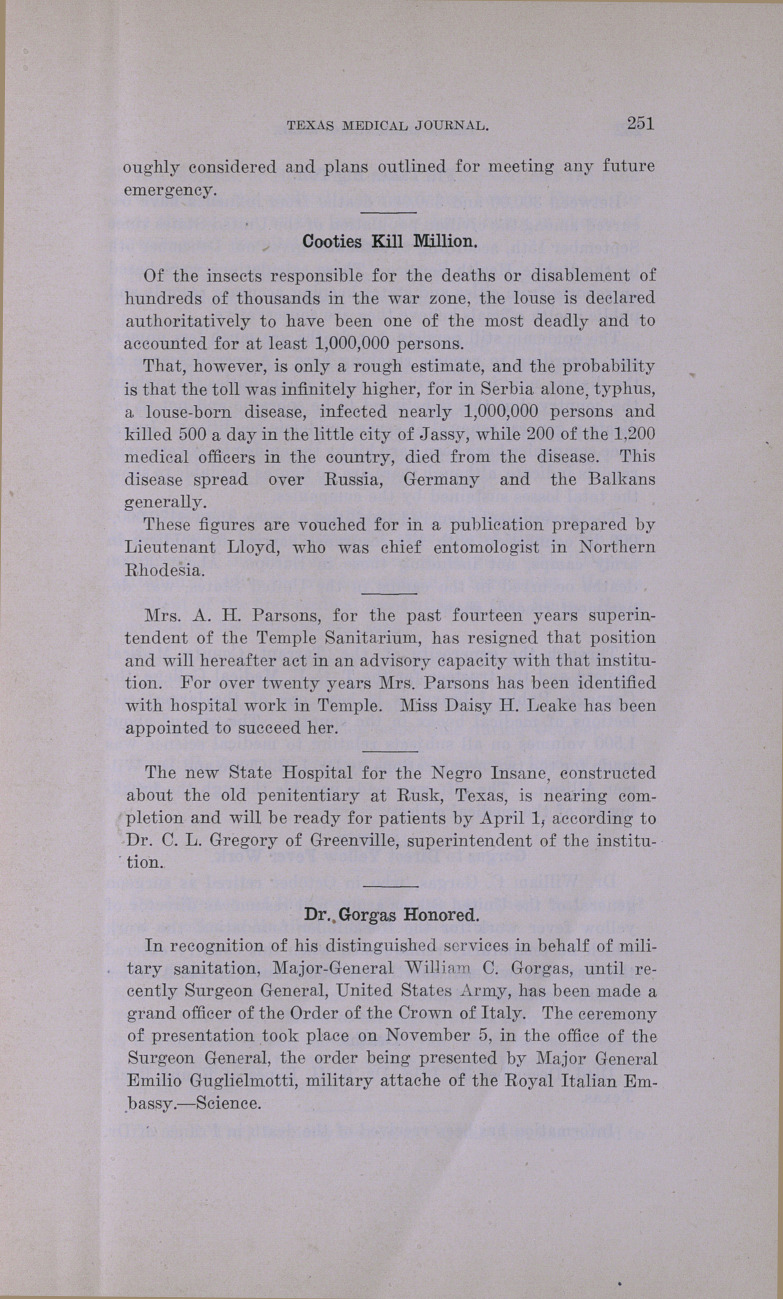 TEXAS MEDICAL JOURNAL. 251
oughly considered and plans outlined for meeting any future
emergency.
Cooties Kill Million.
Of the insects responsible for the deaths or disablement of
hundreds of thousands in the war zone, the louse is declared
authoritatively to have been one of the most deadly and to
accounted for at least 1,000,000 persons.
That, however, is only a rough estimate, and the probability
is that the toll was infinitely higher, for in Serbia alone, typhus,
a louse-born disease, infected nearly 1,000,000 persons and
killed 500 a day in the little city of Jassy, while 200 of the 1,200
medical officers in the country, died from the disease. This
disease spread over Russia, Germany and the Balkans
generally.
These figures are vouched for in a publication prepared by
Lieutenant Lloyd, who was chief entomologist in Northern
Rhodesia.
Mrs. A. H. Parsons, for the past fourteen years superin-
tendent of the Temple Sanitarium, has resigned that position
and will hereafter act in an advisory capacity with that institu-
tion. For over twenty years Mrs. Parsons has been identified
with hospital work in Temple. Miss Daisy H. Leake has been
appointed to succeed her.
The new State Hospital for the Negro Insane, constructed
about the old penitentiary at Rusk, Texas, is nearing com-
pletion and will be ready for patients by April 1, according to
Dr. C. L. Gregory of Greenville, superintendent of the institu-
tion.
Dr. Gorgas Honored.
In recognition of his distinguished services in behalf of mili-
tary sanitation, Major-General William C. Gorgas, until re-
cently Surgeon General, United States Army, has been made a
grand officer of the Order of the Crown of Italy. The ceremony
of presentation took place on November 5, in the office of the
Surgeon General, the order being presented by Major General
Emilio Guglielmotti, military attache of the Royal Italian Em-
bassy.—Science.